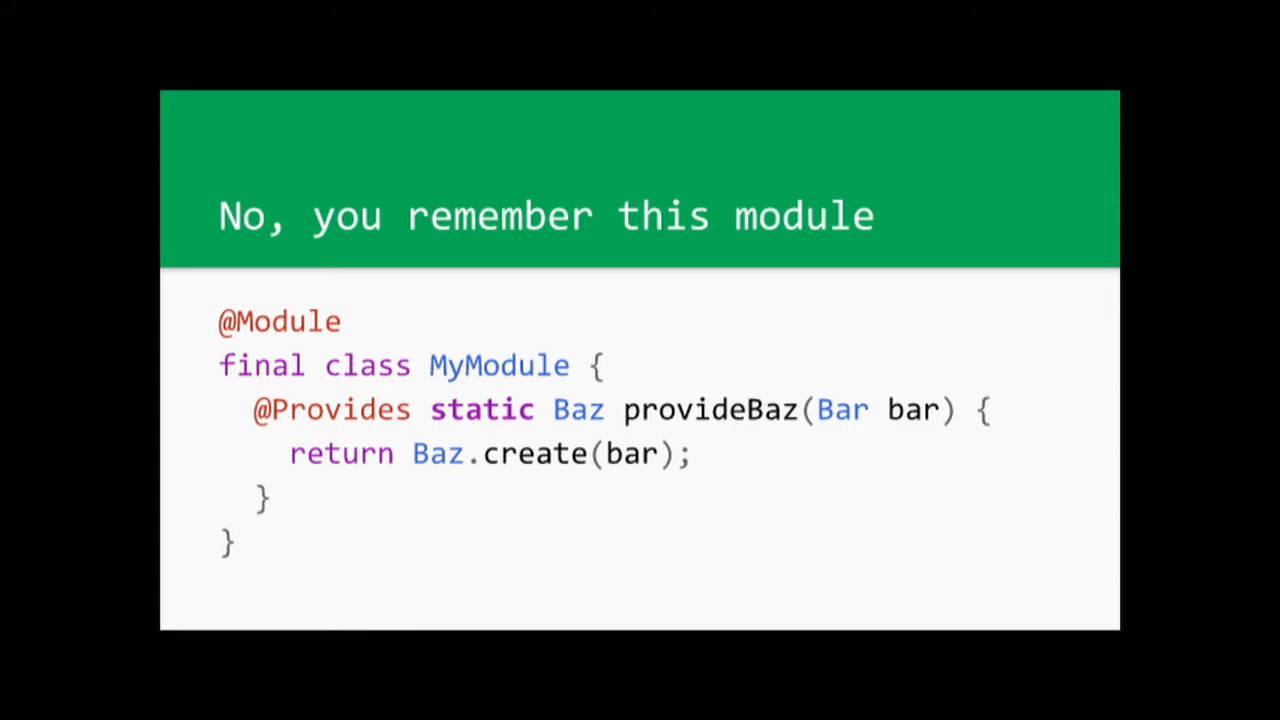 No, you remember this module
@Module
final class MyModule {
  @Provides static Baz provideBaz(Bar bar) {
    return Baz.create(bar);
  }
}